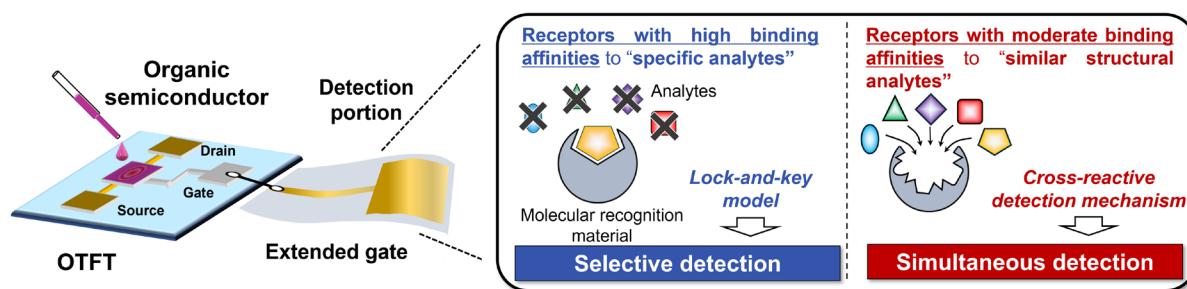 Organic
semiconductor
Drain
Gate
Source
OTFT
Detection
portion
Extended gate
Receptors with high binding
affinities to “specific analytes”
Analytes
Lock-and-key
model
Molecular recognition
material
Selective detection
Receptors with moderate binding
affinities to “similar structural
analytes”
Cross-reactive
detection mechanism
Simultaneous detection